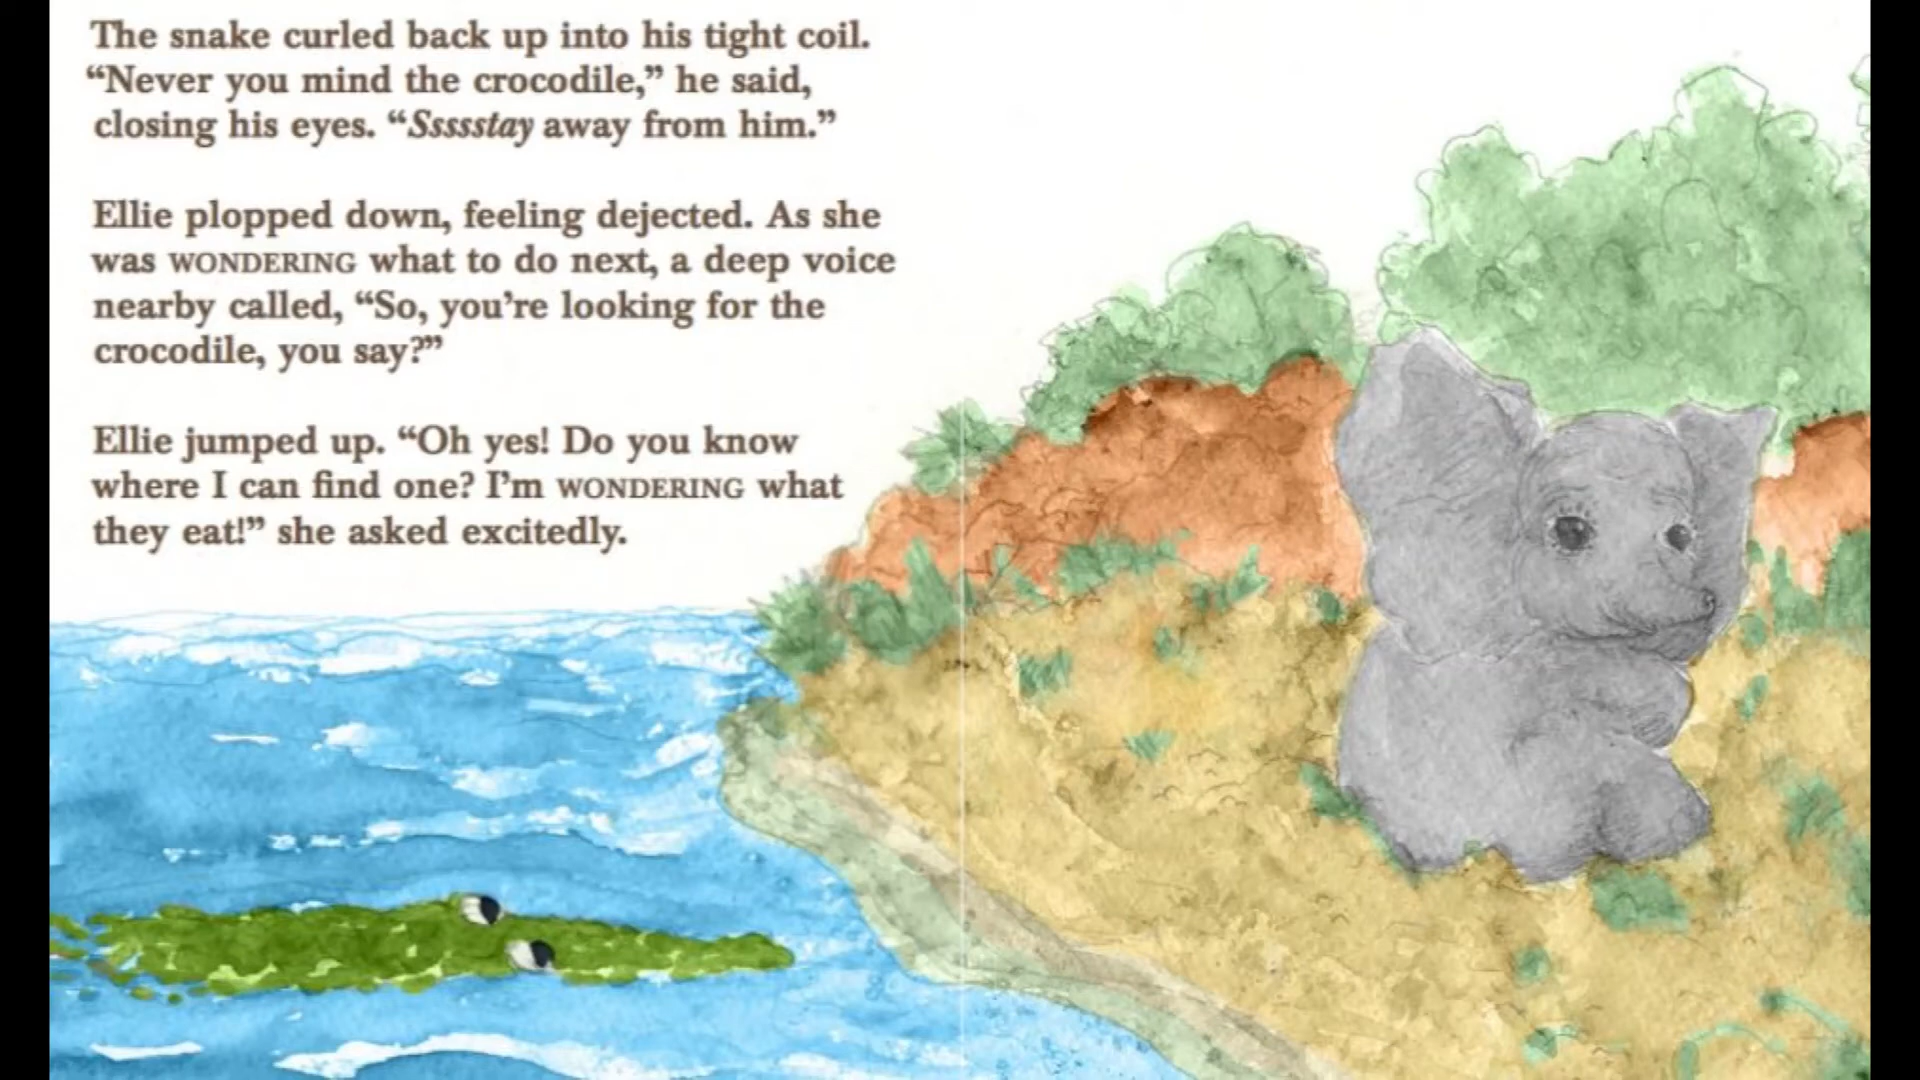 The snake curled back up into his tight coil.
“Never you mind the crocodile,” he said,
closing his eyes. “Ssssstay away from him.”
Ellie plopped down, feeling dejected. As she
was WONDERING what to do next, a deep voice
nearby called, “So, you’re looking for the
crocodile, you say?”
Ellie jumped up. “Oh yes! Do you know
where I can find one? I’m WONDERING what
they eat!” she asked excitedly.